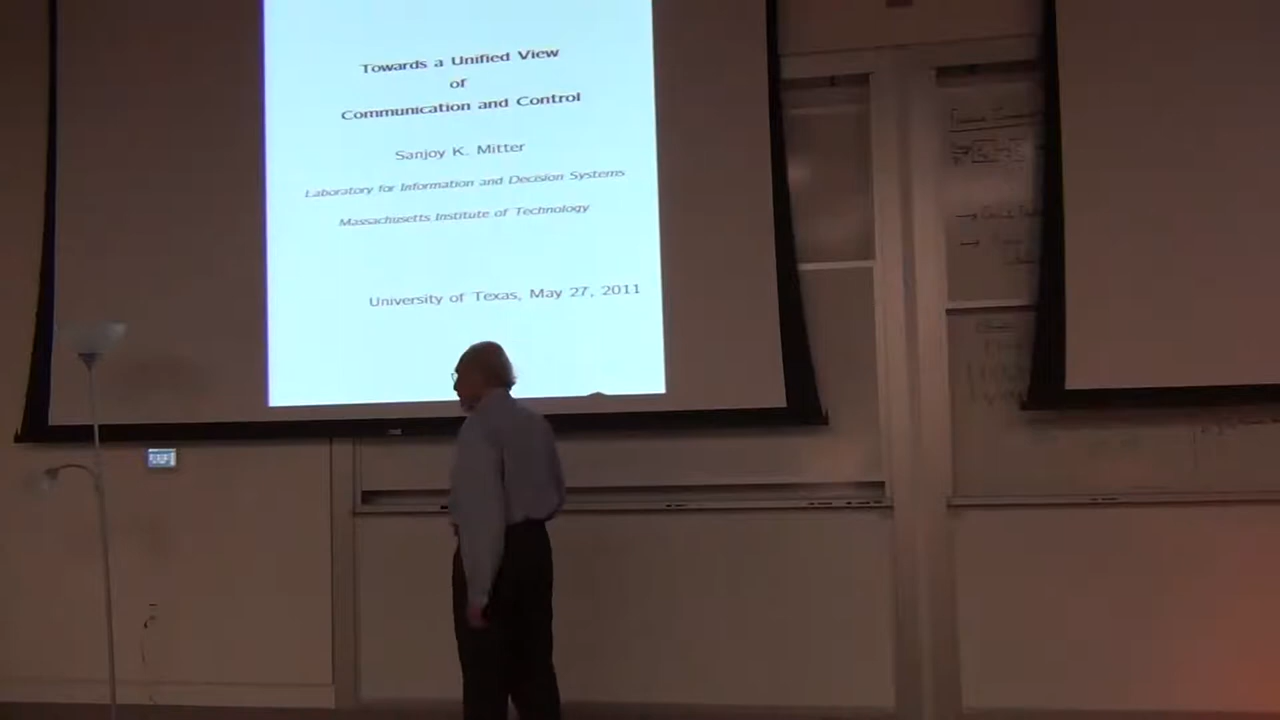 Towards a Unified View
of
Communication and Control
Sanjoy K. Mitter
Laboratory for Information and Decision Systems
Massachusetts Institute of Technology
University of Texas, May 27, 2011